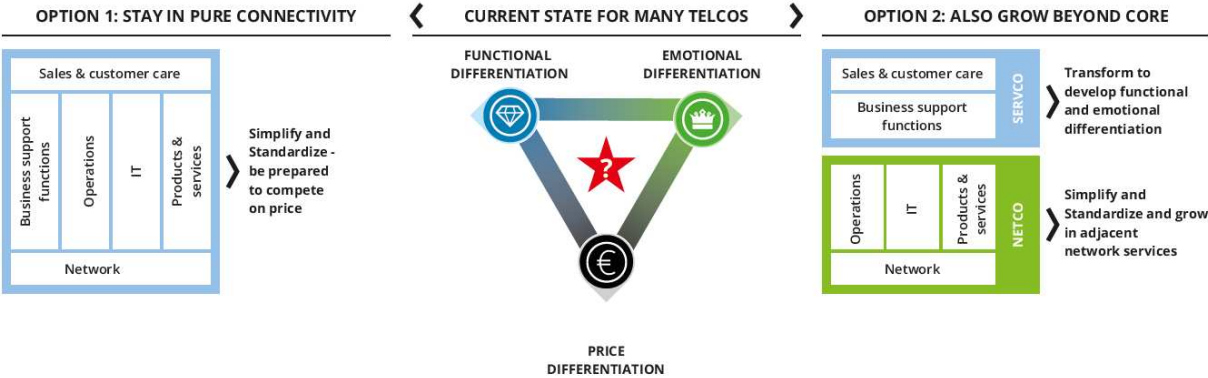 OPTION 1: STAY IN PURE CONNECTIVITY
Sales & customer care
Business support
functions
Operations
IT
Products &
services
Network
Simplify and
Standardize -
be prepared
to compete
on price
CURRENT STATE FOR MANY TELCOS
FUNCTIONAL
DIFFERENTIATION
EMOTIONAL
DIFFERENTIATION
?
€
PRICE
DIFFERENTIATION
OPTION 2: ALSO GROW BEYOND CORE
Sales & customer care
Business support
functions
SERVCO
Transform to
develop functional
and emotional
differentiation
Operations
IT
Products &
services
Network
NETCO
Simplify and
Standardize and grow
in adjacent
network services